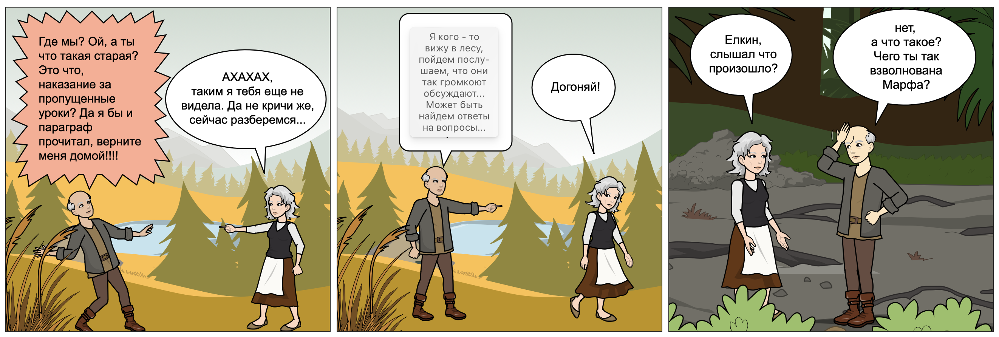 Где мы? Ой, а ты
что такая старая?
Это что,
наказание за
пропущенные
уроки? Да я бы и
параграф
прочитал, верните
меня домой!!!!
АХАХАХ,
таким я тебя еще не
видела. Да не кричи же,
сейчас разберемся...
Я кого - то
вижу в лесу,
пойдем послу-
шаем, что они
так громкоют
обсуждают...
Может быть
найдем ответы
на вопросы...
Догоняй!
Елкин,
слышал что
произошло?
нет,
а что такое?
Чего ты так
взволнована
Марфа?